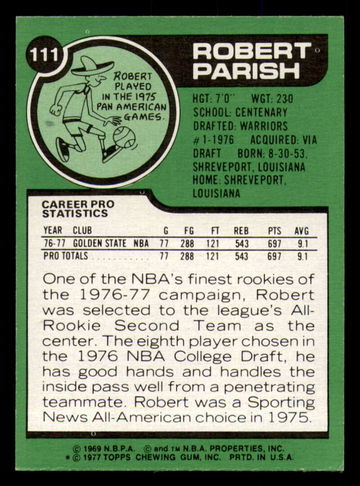 111
ROBERT
PARISH
ROBERT
PLAYED
IN THE 1975
PAN AMERICAN
GAMES.
HGT: 7'0" WGT: 230
SCHOOL: CENTENARY
DRAFTED: WARRIORS
#1-1976 ACQUIRED: VIA
DRAFT BORN: 8-30-53,
SHREVEPORT, LOUISIANA
HOME: SHREVEPORT,
LOUISIANA
CAREER PRO
STATISTICS
YEAR CLUB G FG FT REB PTS AVG
76-77 GOLDEN STATE NBA 77 288 121 543 697 9.1
PRO TOTALS 77 288 121 543 697 9.1
One of the NBA's finest rookies
of the 1976-77 campaign, Robert
was selected to the league's All-
Rookie Second Team as
the center. The eighth player chosen
in the 1976 NBA College Draft, he
has good hands and handles the
inside pass well from a penetrating
teammate. Robert was a Sporting
News All-American choice in 1975.
© 1969 N.B.P.A. © and TM N.B.A. PROPERTIES, INC.
* © 1977 TOPPS CHEWING GUM, INC. PRTD. IN U.S.A.